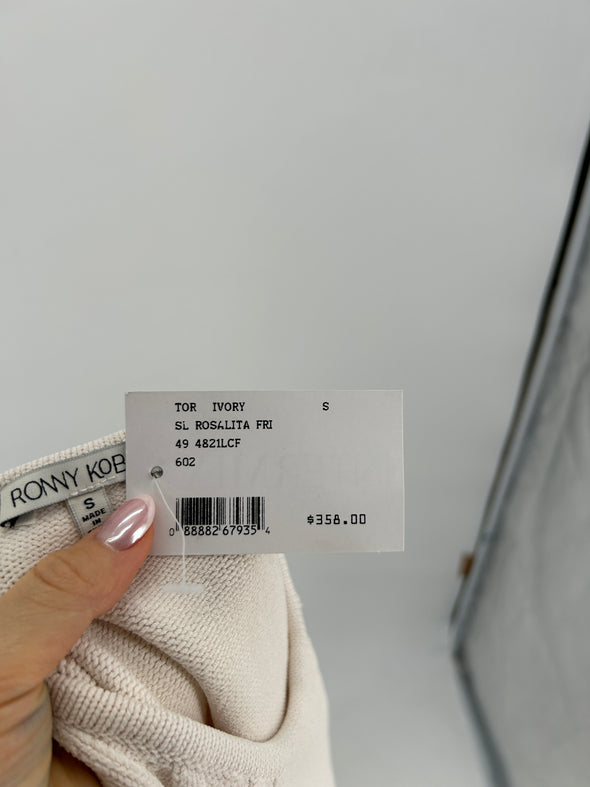 TOR IVORY S
SL ROSALITA FRI
49 4821LCF
602
0 88882 67935 4
$358.00
RONNY KOB
S
MADE
IN